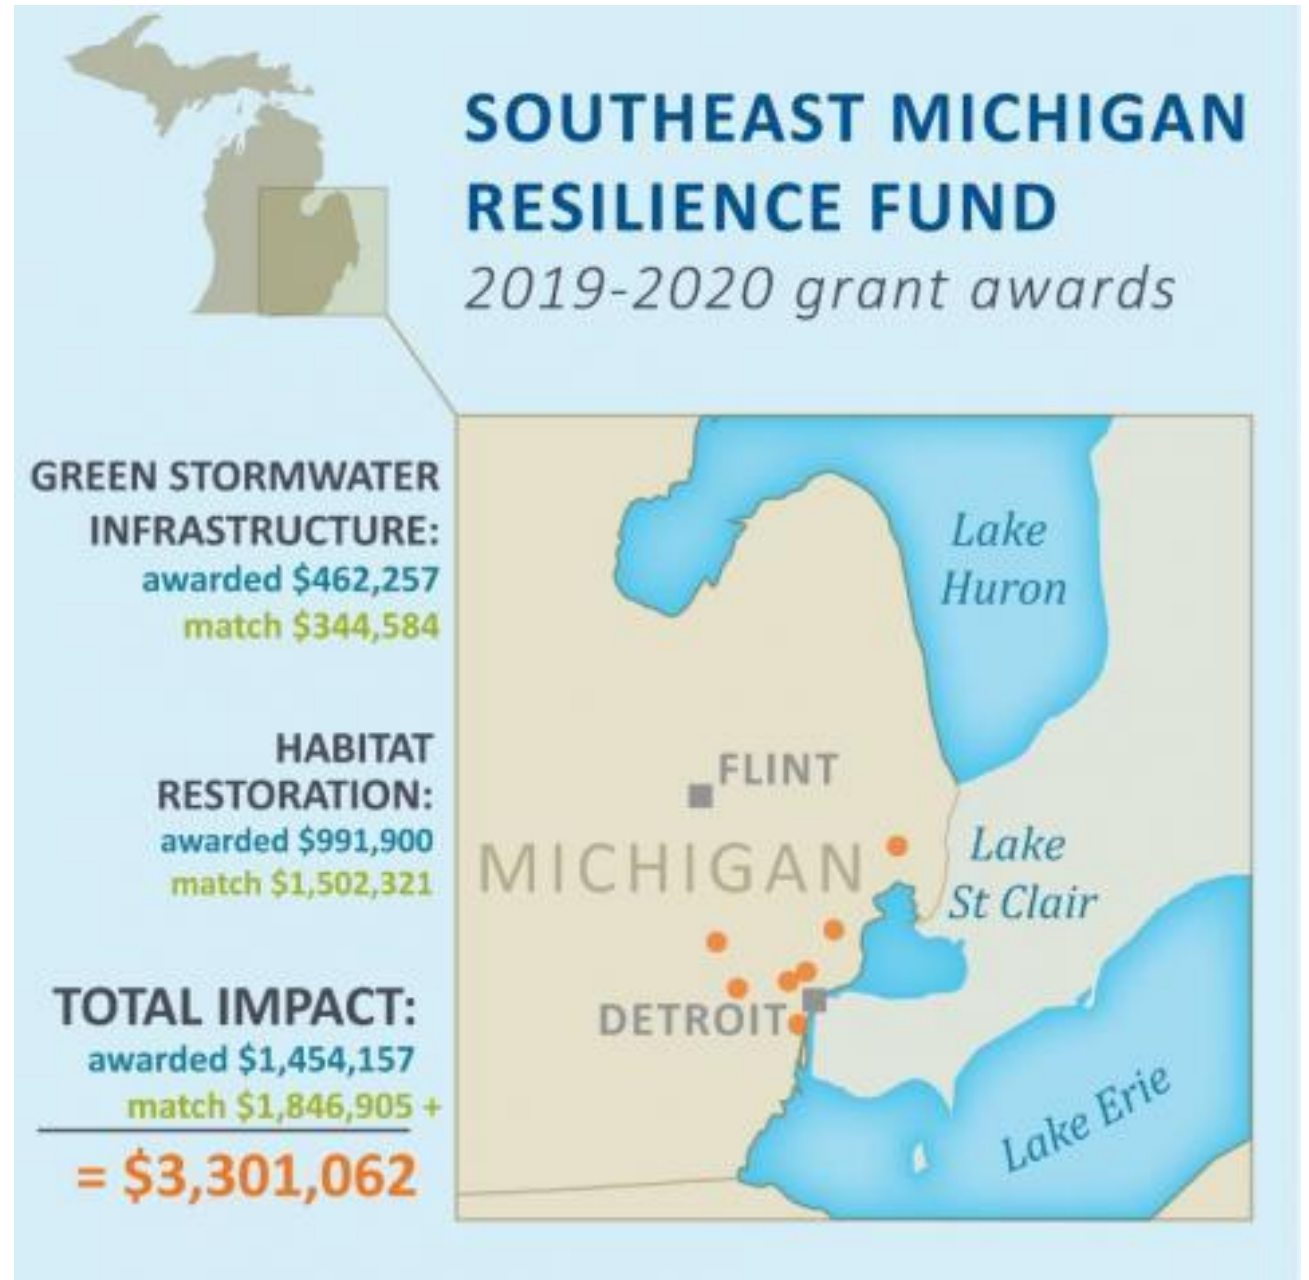 SOUTHEAST MICHIGAN
RESILIENCE FUND
2019-2020 grant awards
GREEN STORMWATER
INFRASTRUCTURE:
awarded $462,257
match $344,584
HABITAT
RESTORATION:
awarded $991,900
match $1,502,321
TOTAL IMPACT:
awarded $1,454,157
match $1,846,905 +
= $3,301,062
Lake
Huron
FLINT
MICHIGAN
Lake
St Clair
DETROIT
Lake Erie